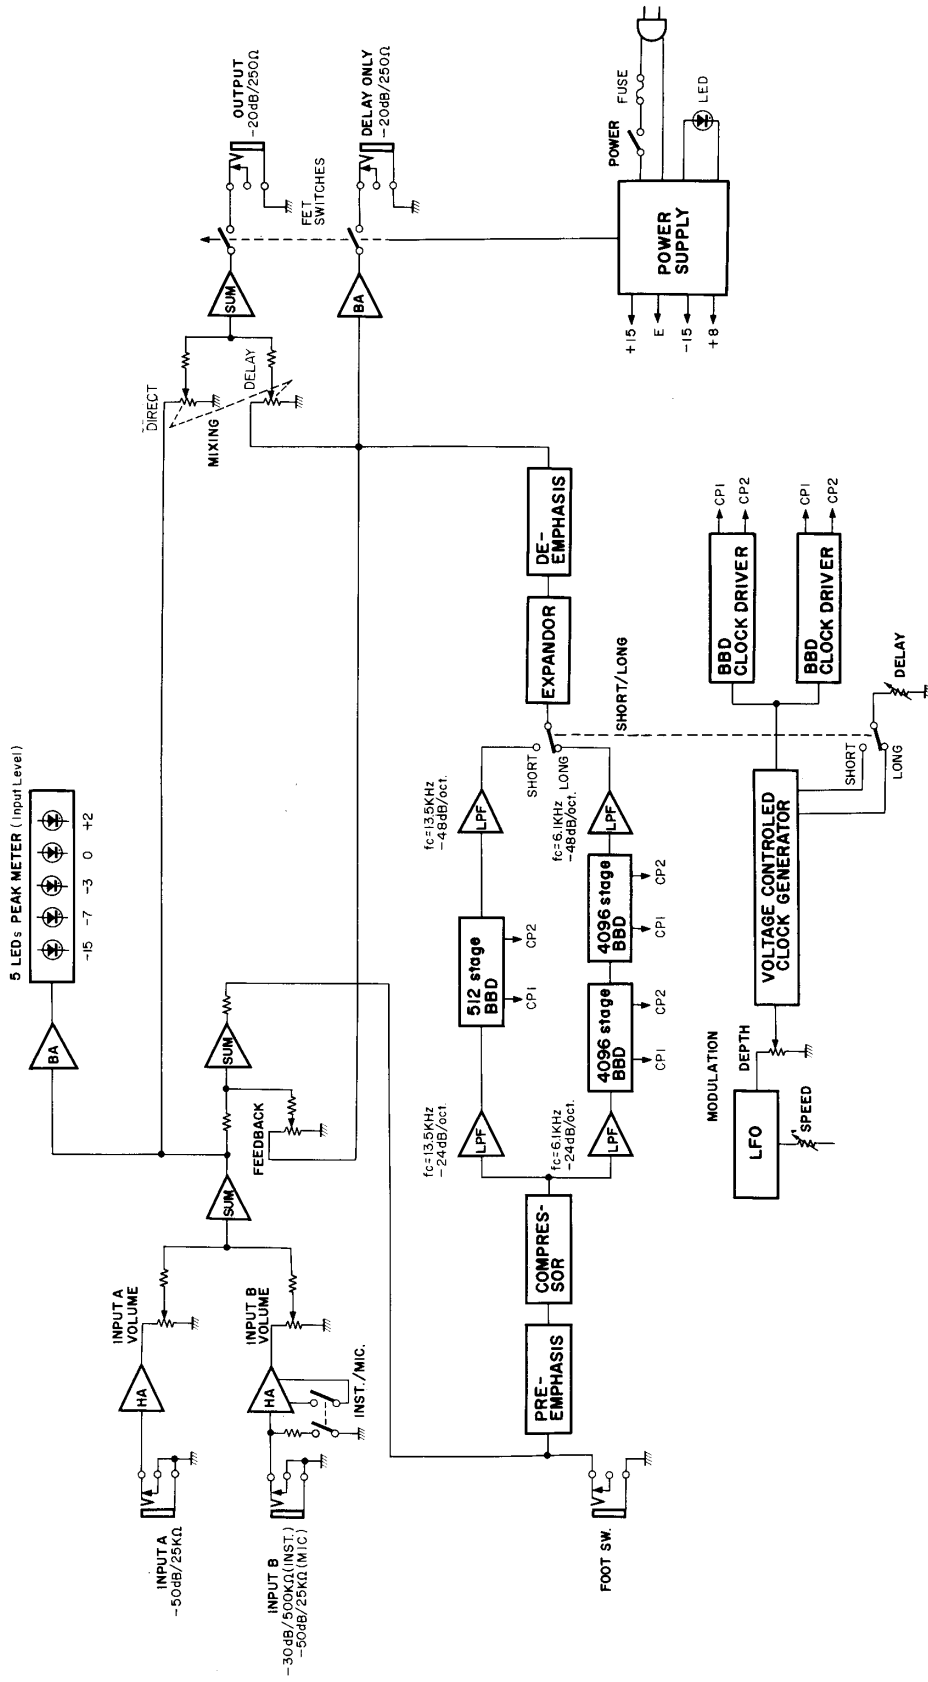 5 LEDs PEAK METER (Input Level)
-15 -7 -3 0 +2
BA
INPUT A
-50dB/25KΩ
HA
INPUT A
VOLUME
INPUT B
-30dB/500KΩ(INST.)
-50dB/25KΩ(MIC)
HA
INST./MIC.
INPUT B
VOLUME
SUM
FEEDBACK
SUM
DIRECT
MIXING
DELAY
SUM
BA
FET
SWITCHES
OUTPUT
-20dB/250Ω
DELAY ONLY
-20dB/250Ω
FOOT SW.
PRE-
EMPHASIS
COMPRES-
SOR
fc=13.5KHz
-24dB/oct.
LPF
512 stage
BBD
CP1
CP2
fc=13.5KHz
-48dB/oct.
LPF
fc=6.1KHz
-24dB/oct.
LPF
4096 stage
BBD
CP1
CP2
4096 stage
BBD
CP1
CP2
fc=6.1KHz
-48dB/oct.
LPF
SHORT
LONG
SHORT/LONG
EXPANDOR
DE-
EMPHASIS
MODULATION
LFO
SPEED
DEPTH
VOLTAGE CONTROLED
CLOCK GENERATOR
SHORT
LONG
DELAY
BBD
CLOCK DRIVER
CP1
CP2
BBD
CLOCK DRIVER
CP1
CP2
+15
E
-15
+8
POWER
SUPPLY
POWER
FUSE
LED